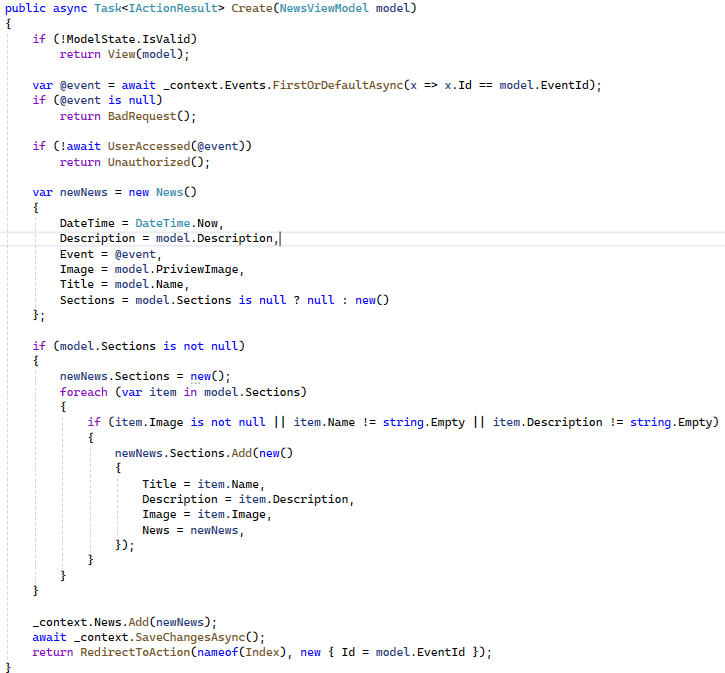 public async Task<IActionResult> Create(NewsViewModel model)
{
    if (!ModelState.IsValid)
        return View(model);

    var @event = await _context.Events.FirstOrDefaultAsync(x => x.Id == model.EventId);
    if (@event is null)
        return BadRequest();

    if (!await UserAccessed(@event))
        return Unauthorized();

    var newNews = new News()
    {
        DateTime = DateTime.Now,
        Description = model.Description,
        Event = @event,
        Image = model.PriviewImage,
        Title = model.Name,
        Sections = model.Sections is null ? null : new()
    };

    if (model.Sections is not null)
    {
        newNews.Sections = new();
        foreach (var item in model.Sections)
        {
            if (item.Image is not null || item.Name != string.Empty || item.Description != string.Empty)
            {
                newNews.Sections.Add(new()
                {
                    Title = item.Name,
                    Description = item.Description,
                    Image = item.Image,
                    News = newNews,
                });
            }
        }
    }

    _context.News.Add(newNews);
    await _context.SaveChangesAsync();
    return RedirectToAction(nameof(Index), new { Id = model.EventId });
}